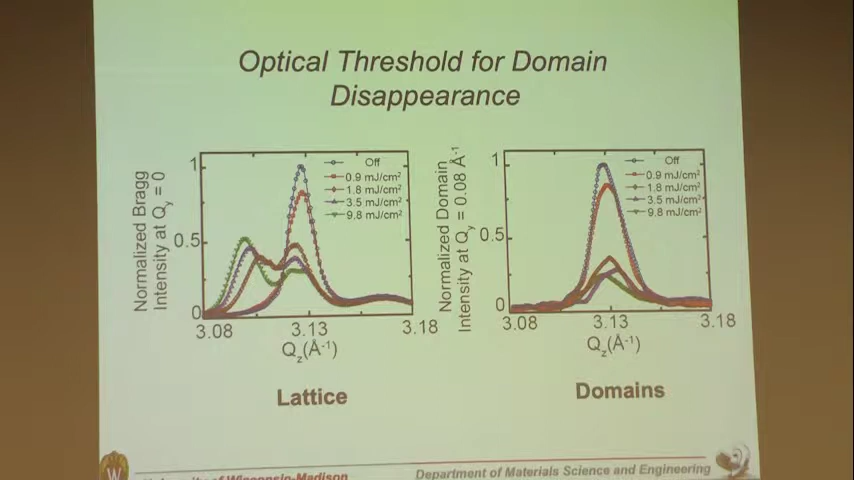 Optical Threshold for Domain
Disappearance
Normalized Bragg
Intensity at Qy = 0
1
0.5
0
Off
0.9 mJ/cm²
1.8 mJ/cm²
3.5 mJ/cm²
9.8 mJ/cm²
3.08
3.13
3.18
Qz(Å-1)
Lattice
Normalized Domain
Intensity at Qy = 0.08 Å-1
1
0.5
0
Off
0.9 mJ/cm²
1.8 mJ/cm²
3.5 mJ/cm²
9.8 mJ/cm²
3.08
3.13
3.18
Qz(Å-1)
Domains
W
University of Wisconsin-Madison
Department of Materials Science and Engineering